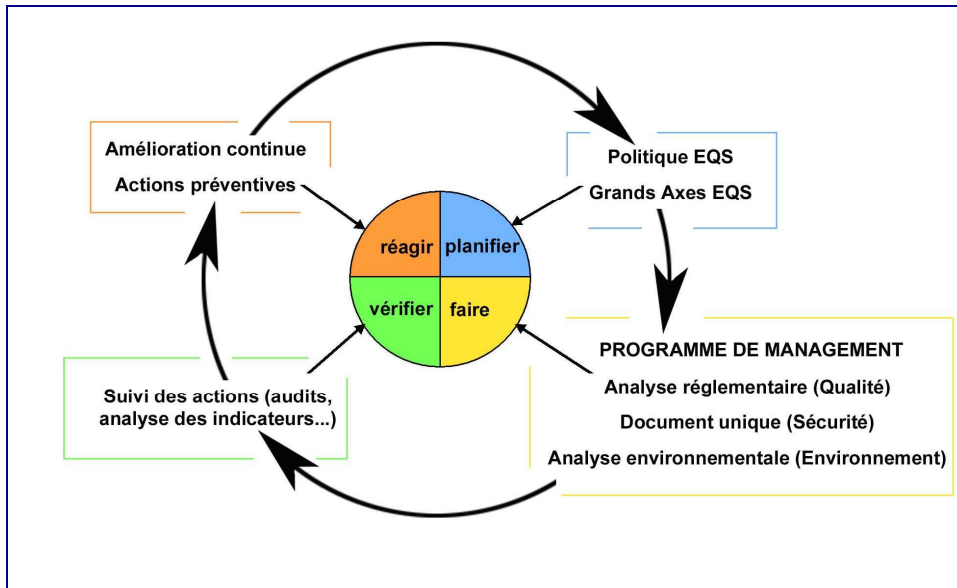 Amélioration continue
Actions préventives
Politique EQS
Grands Axes EQS
réagir
planifier
vérifier
faire
PROGRAMME DE MANAGEMENT
Analyse réglementaire (Qualité)
Document unique (Sécurité)
Analyse environnementale (Environnement)
Suivi des actions (audits,
analyse des indicateurs...)